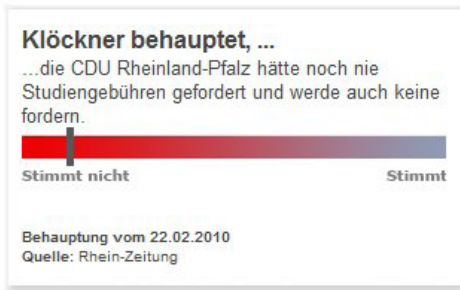 Klöckner behauptet, ...
...die CDU Rheinland-Pfalz hätte noch nie
Studiengebühren gefordert und werde auch keine
fordern.
Stimmt nicht Stimmt
Behauptung vom 22.02.2010
Quelle: Rhein-Zeitung